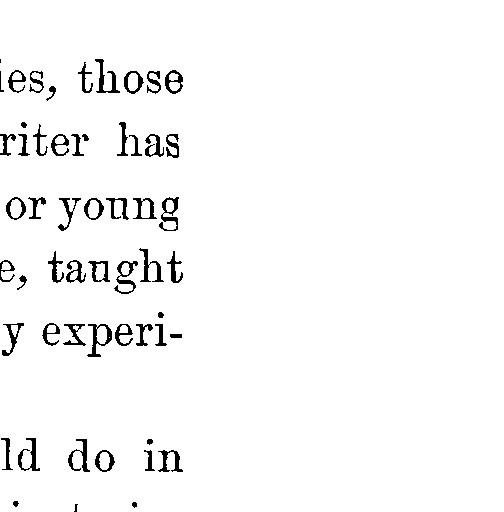 ies, those
riter has
or young
e, taught
y experi-
ld do in